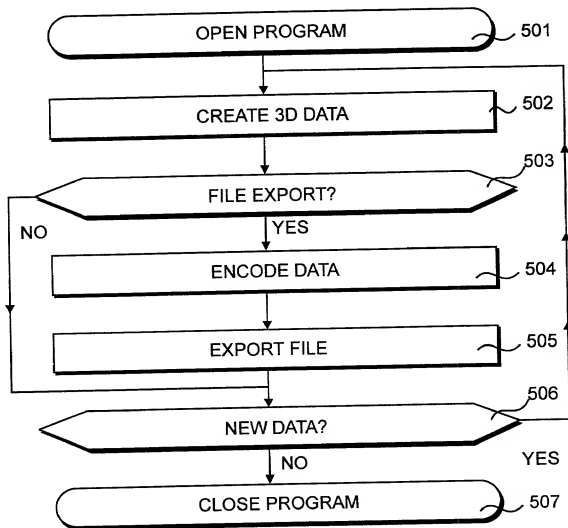 OPEN PROGRAM 501
CREATE 3D DATA 502
503
FILE EXPORT?
NO YES
ENCODE DATA 504
EXPORT FILE 505
506
NEW DATA?
NO YES
CLOSE PROGRAM 507